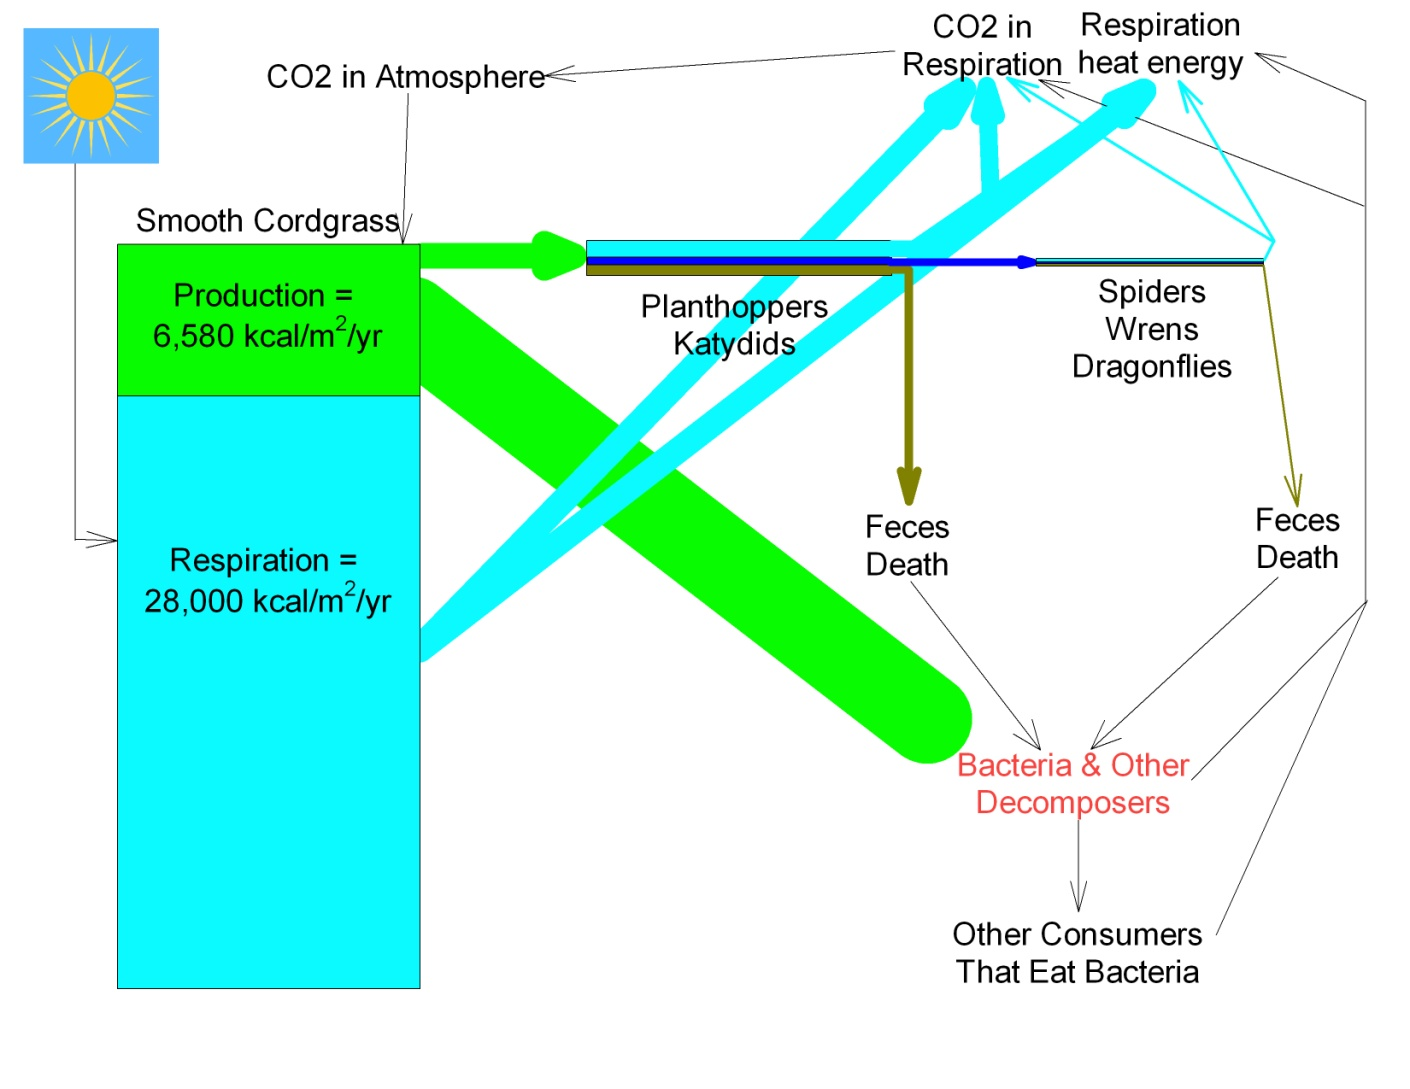 CO2 in
Respiration
Respiration
heat energy
CO2 in Atmosphere
Smooth Cordgrass
Production =
6,580 kcal/m²/yr
Planthoppers
Katydids
Spiders
Wrens
Dragonflies
Respiration =
28,000 kcal/m²/yr
Feces
Death
Feces
Death
Bacteria & Other
Decomposers
Other Consumers
That Eat Bacteria